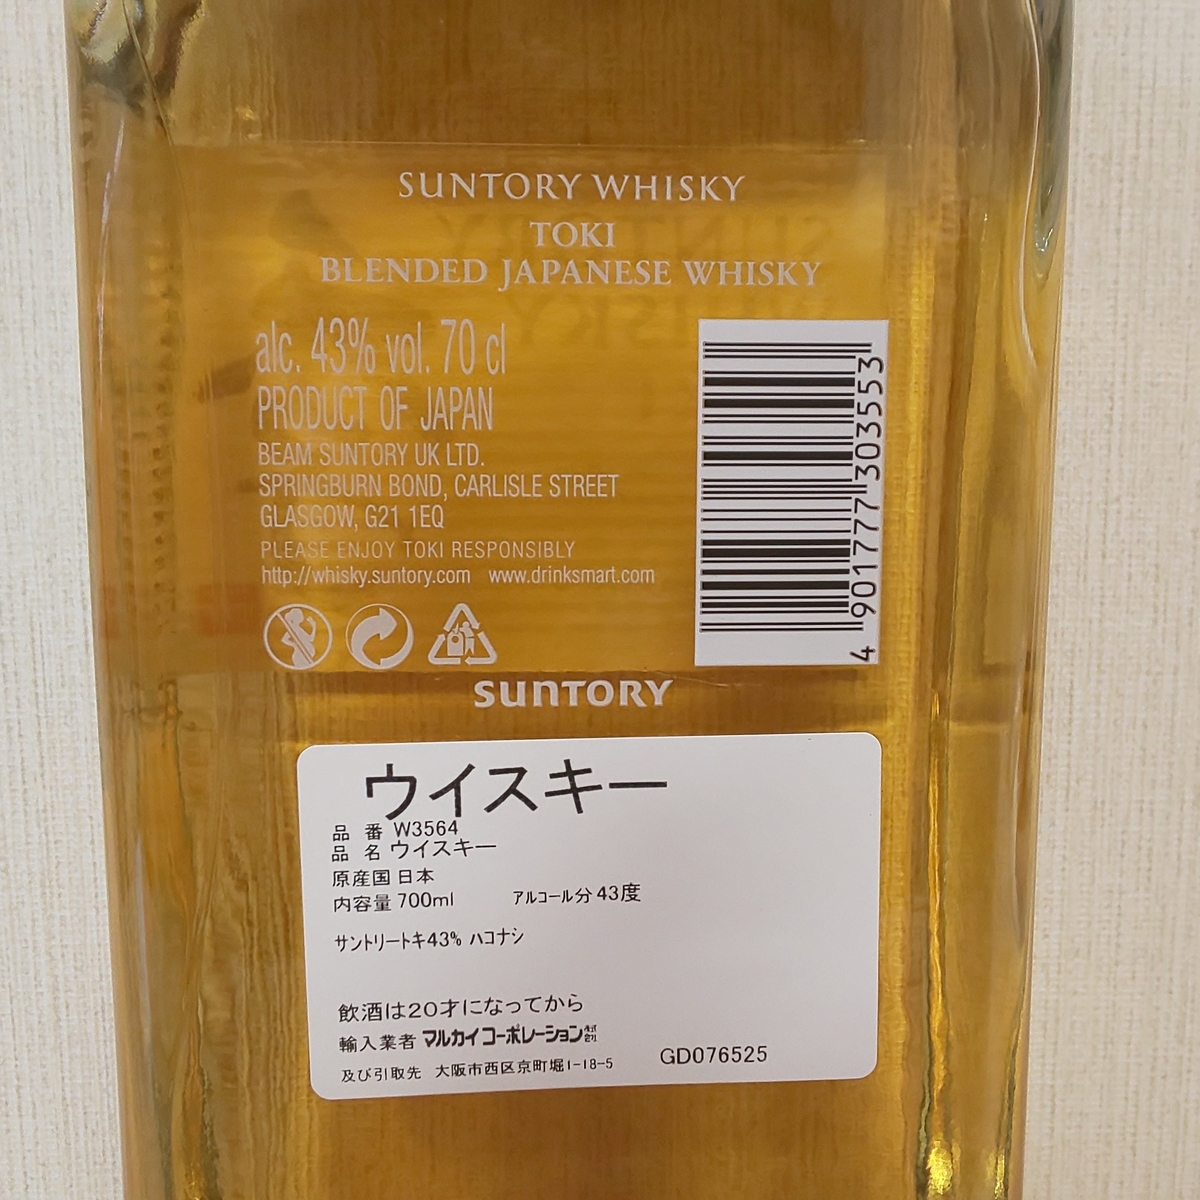 SUNTORY WHISKY
TOKI
BLENDED JAPANESE WHISKY
alc. 43% vol. 70 cl
PRODUCT OF JAPAN
BEAM SUNTORY UK LTD.
SPRINGBURN BOND, CARLISLE STREET
GLASGOW, G21 1EQ
PLEASE ENJOY TOKI RESPONSIBLY
http://whisky.suntory.com www.drinksmart.com
4 901777 303553
SUNTORY
ウイスキー
品 番 W3564
品 名 ウイスキー
原産国 日本
内容量 700ml アルコール分 43度
サントリートキ43% ハコナシ
飲酒は20才になってから
輸入業者 マルカイコーポレーション株式会社
及び引取先 大阪市西区京町堀1-18-5 GD076525